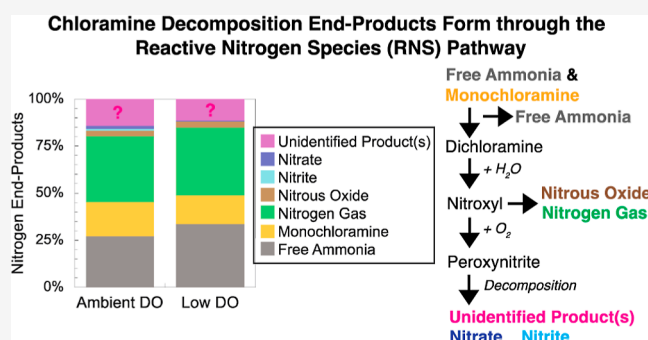 Chloramine Decomposition End-Products Form through the
Reactive Nitrogen Species (RNS) Pathway
Nitrogen End-Products
100%
75%
50%
25%
0%
?
?
Ambient DO
Low DO
Unidentified Product(s)
Nitrate
Nitrite
Nitrous Oxide
Nitrogen Gas
Monochloramine
Free Ammonia
Free Ammonia &
Monochloramine
Free Ammonia
Dichloramine
+ H2O
Nitroxyl
Nitrous Oxide
Nitrogen Gas
+ O2
Peroxynitrite
Decomposition
Unidentified Product(s)
Nitrate Nitrite